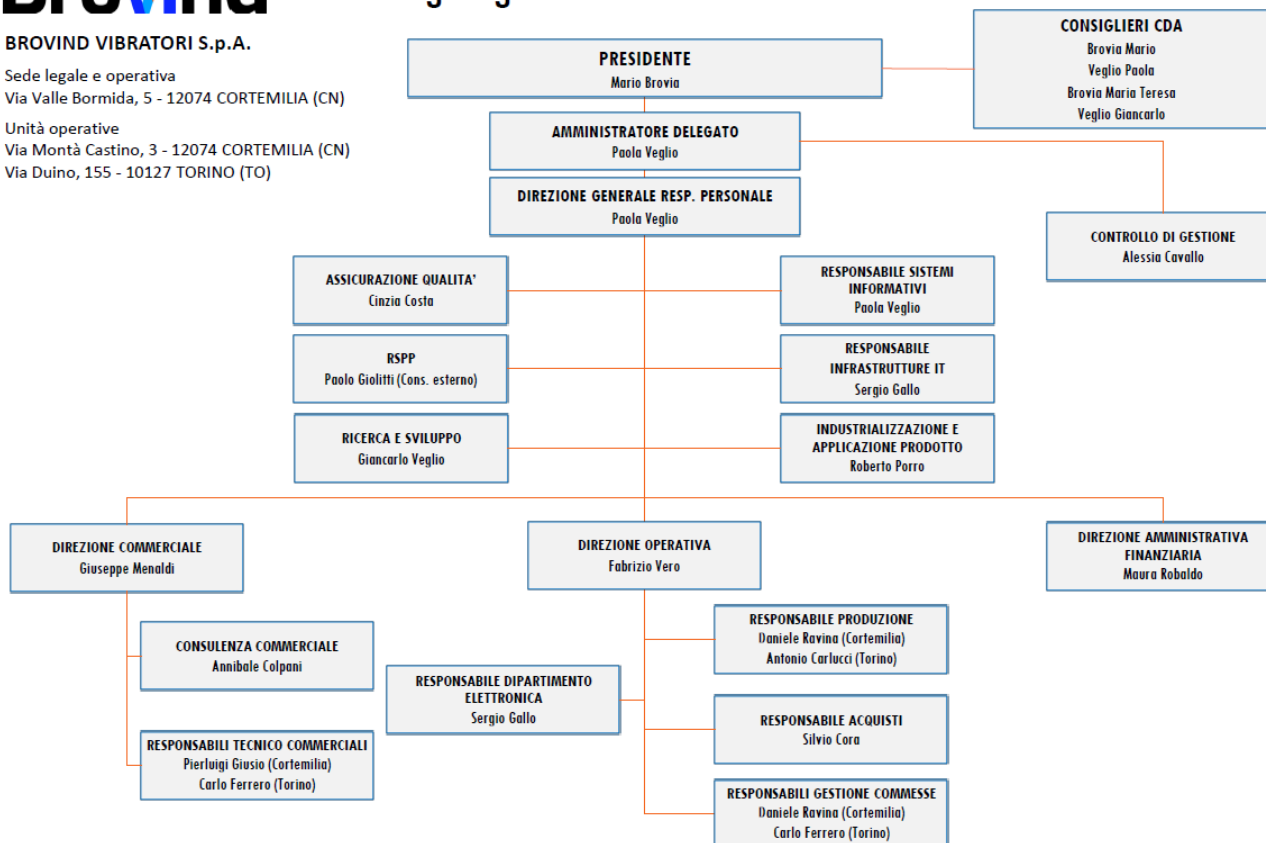 Brovind
BROVIND VIBRATORI S.p.A.
Sede legale e operativa
Via Valle Bormida, 5 - 12074 CORTEMILIA (CN)
Unità operative
Via Montà Castino, 3 - 12074 CORTEMILIA (CN)
Via Duino, 155 - 10127 TORINO (TO)
PRESIDENTE
Mario Brovia
CONSIGLIERI CDA
Brovia Mario
Veglio Paola
Brovia Maria Teresa
Veglio Giancarlo
AMMINISTRATORE DELEGATO
Paola Veglio
DIREZIONE GENERALE RESP. PERSONALE
Paola Veglio
CONTROLLO DI GESTIONE
Alessia Cavallo
ASSICURAZIONE QUALITA'
Cinzia Costa
RESPONSABILE SISTEMI
INFORMATIVI
Paola Veglio
RSPP
Paolo Giolitti (Cons. esterno)
RESPONSABILE
INFRASTRUTTURE IT
Sergio Gallo
RICERCA E SVILUPPO
Giancarlo Veglio
INDUSTRIALIZZAZIONE E
APPLICAZIONE PRODOTTO
Roberto Porro
DIREZIONE COMMERCIALE
Giuseppe Menaldi
DIREZIONE OPERATIVA
Fabrizio Vero
DIREZIONE AMMINISTRATIVA
FINANZIARIA
Maura Robaldo
CONSULENZA COMMERCIALE
Annibale Colpani
RESPONSABILI TECNICO COMMERCIALI
Pierluigi Giusio (Cortemilia)
Carlo Ferrero (Torino)
RESPONSABILE DIPARTIMENTO
ELETTRONICA
Sergio Gallo
RESPONSABILE PRODUZIONE
Daniele Ravina (Cortemilia)
Antonio Carlucci (Torino)
RESPONSABILE ACQUISTI
Silvio Cora
RESPONSABILI GESTIONE COMMESSE
Daniele Ravina (Cortemilia)
Carlo Ferrero (Torino)